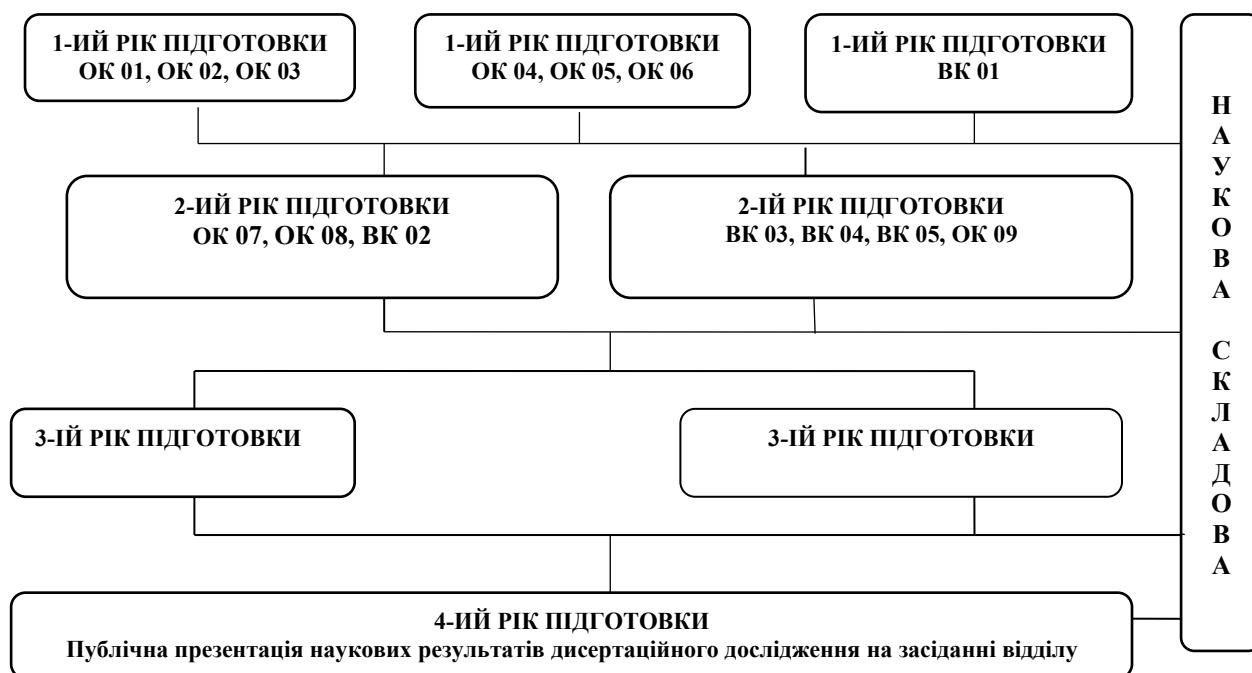 1-ИЙ РІК ПІДГОТОВКИ
ОК 01, ОК 02, ОК 03
1-ИЙ РІК ПІДГОТОВКИ
ОК 04, ОК 05, ОК 06
1-ИЙ РІК ПІДГОТОВКИ
ВК 01
2-ИЙ РІК ПІДГОТОВКИ
ОК 07, ОК 08, ВК 02
2-ІЙ РІК ПІДГОТОВКИ
ВК 03, ВК 04, ВК 05, ОК 09
3-ІЙ РІК ПІДГОТОВКИ
3-ІЙ РІК ПІДГОТОВКИ
4-ИЙ РІК ПІДГОТОВКИ
Публічна презентація наукових результатів дисертаційного дослідження на засіданні відділу
НАУКОВА СКЛАДОВА